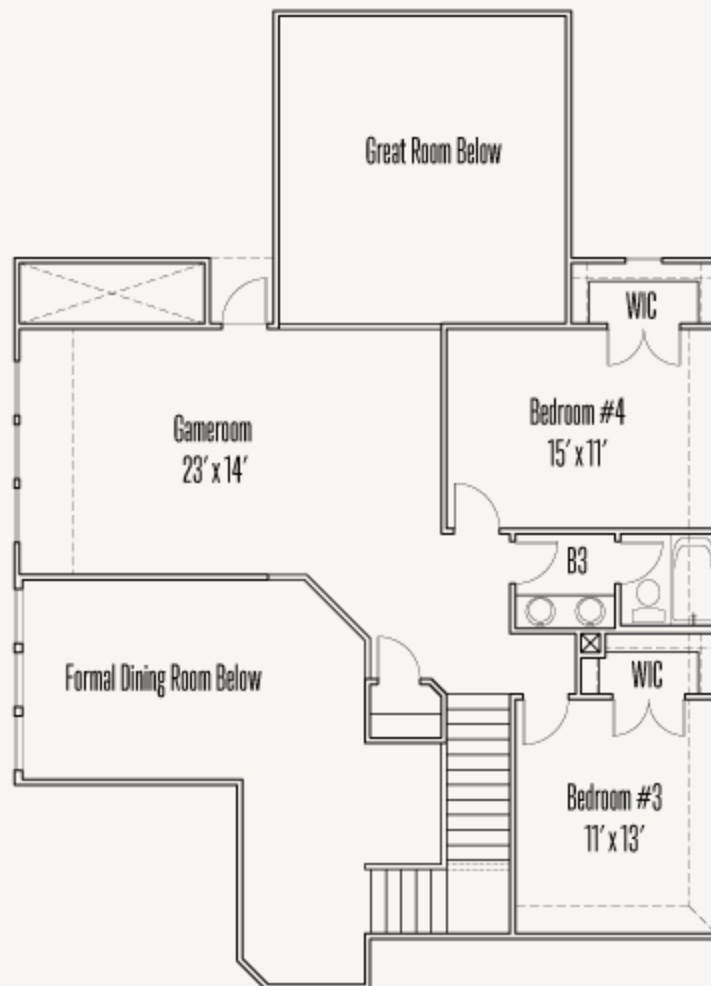 Great Room Below
WIC
Gameroom
23' x 14'
Bedroom #4
15' x 11'
B3
Formal Dining Room Below
WIC
Bedroom #3
11' x 13'